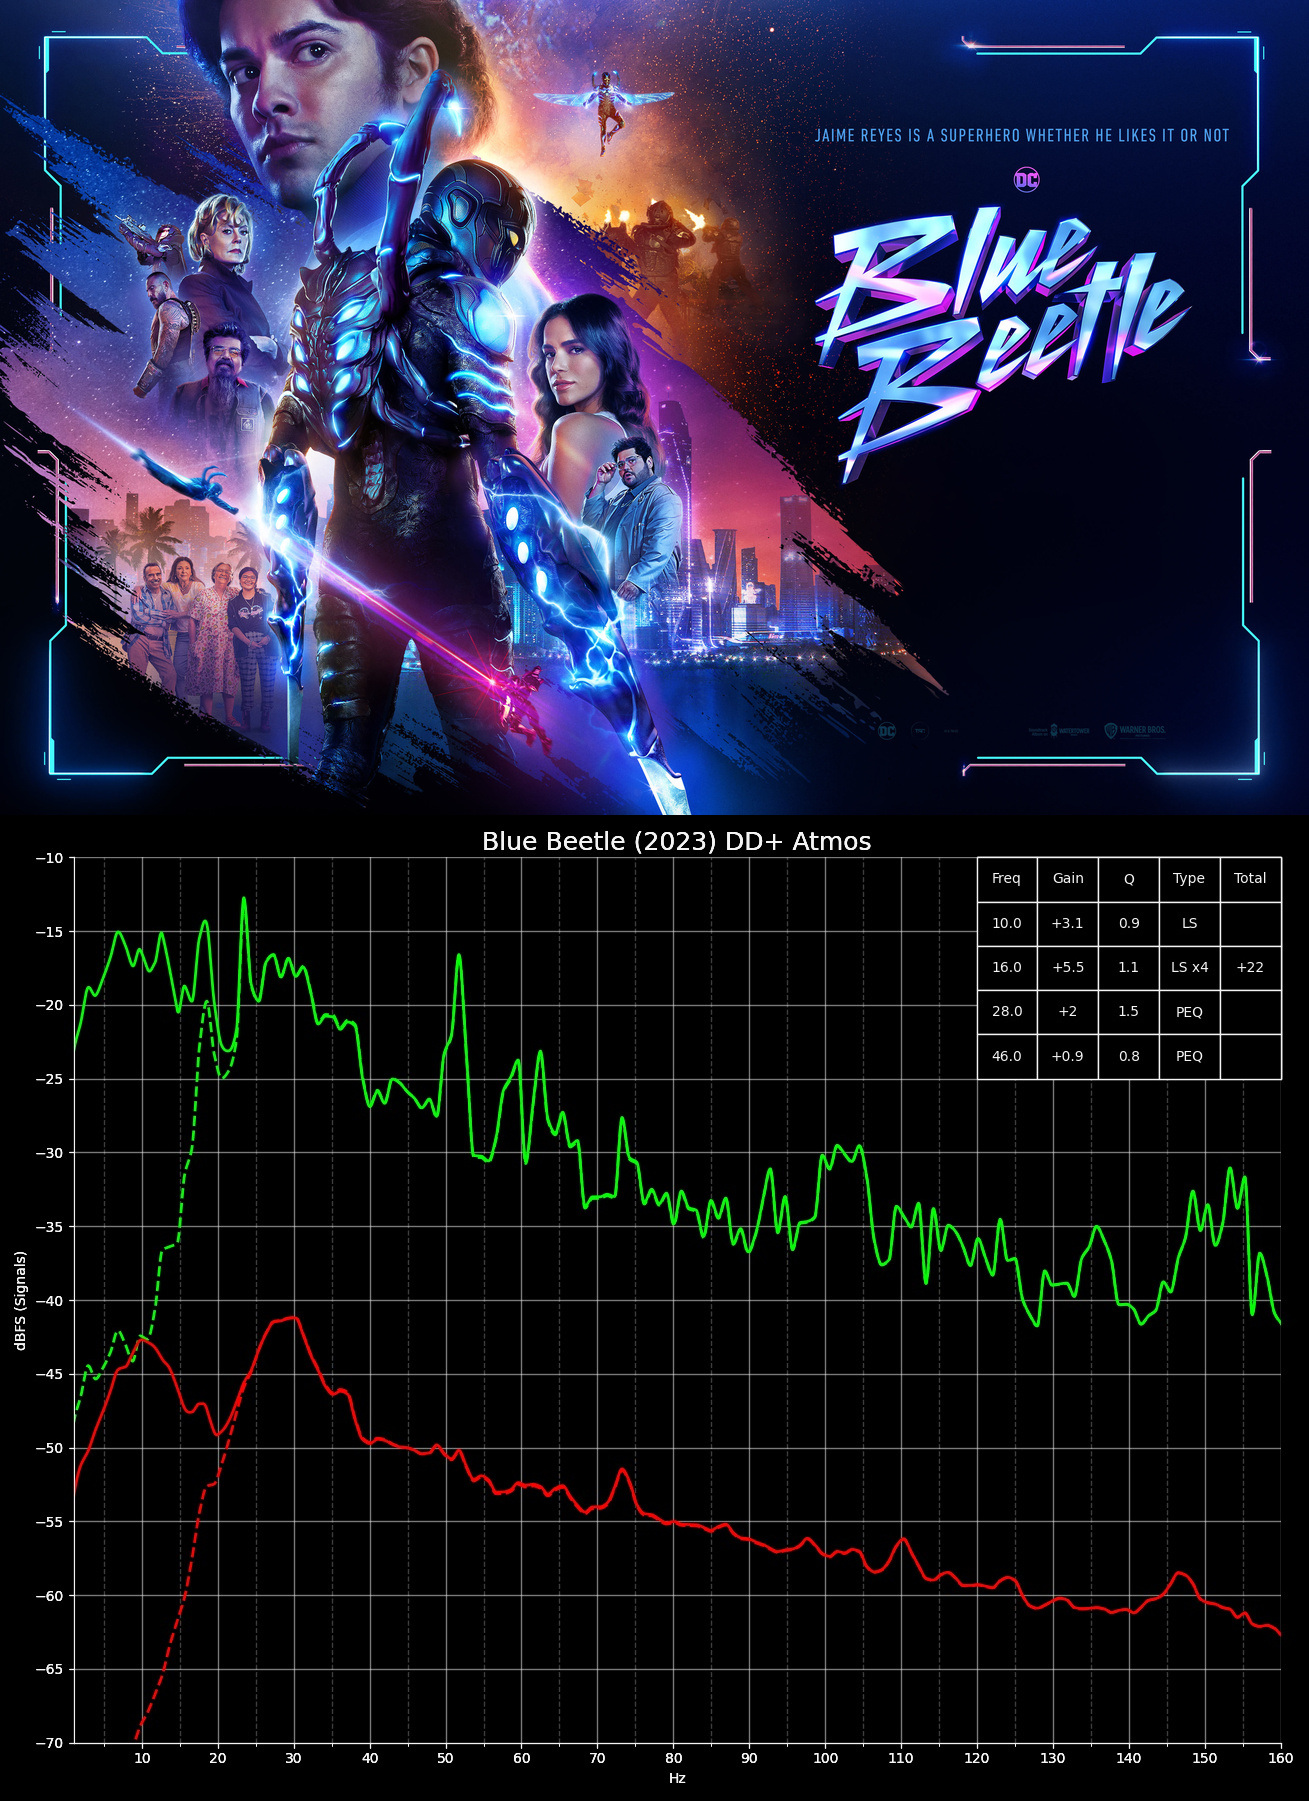 JAIME REYES IS A SUPERHERO WHETHER HE LIKES IT OR NOT
DC
Blue
Beetle
DC
WATERTOWER
WARNER BROS.
Blue Beetle (2023) DD+ Atmos
Freq Gain Q Type Total
10.0 +3.1 0.9 LS
16.0 +5.5 1.1 LS x4 +22
28.0 +2 1.5 PEQ
46.0 +0.9 0.8 PEQ
−10
−15
−20
−25
−30
−35
−40
−45
−50
−55
−60
−65
−70
dBFS (Signals)
10 20 30 40 50 60 70 80 90 100 110 120 130 140 150 160
Hz